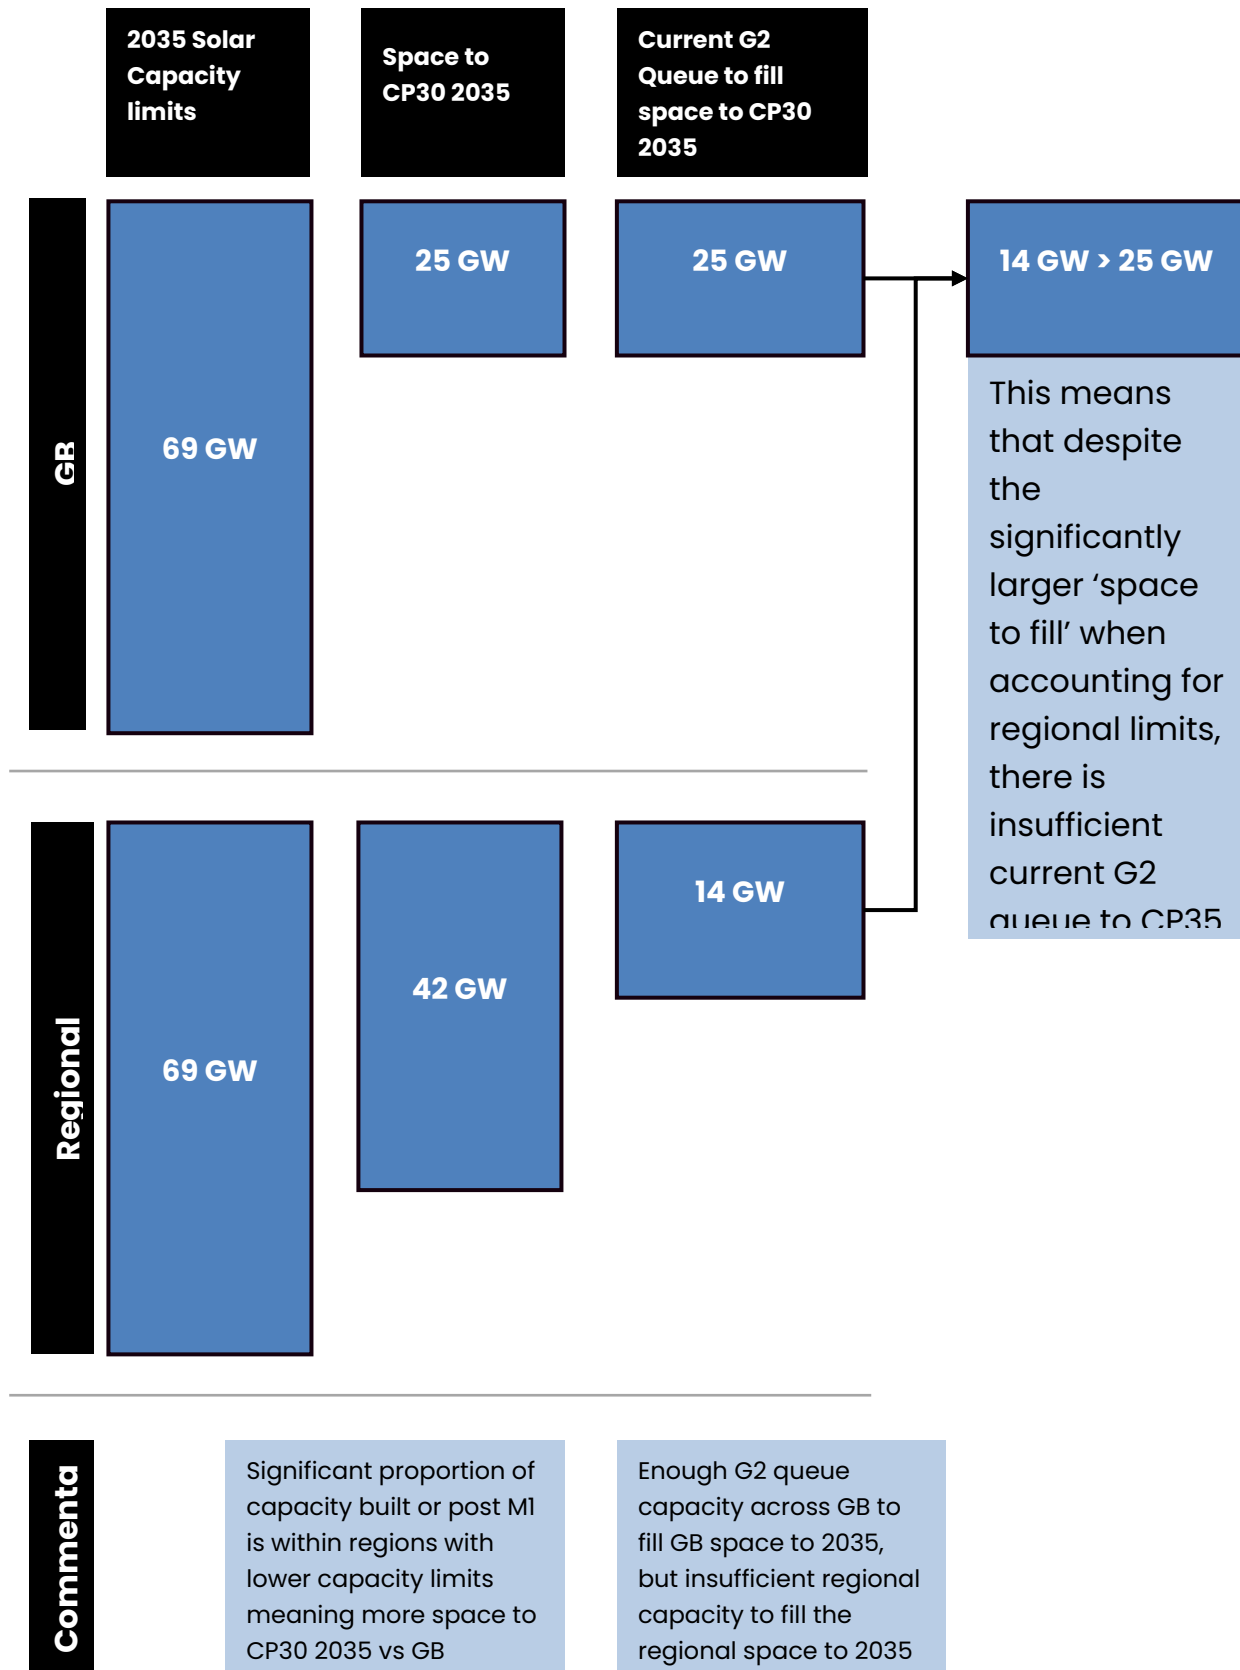 2035 Solar
Capacity
limits
Space to
CP30 2035
Current G2
Queue to fill
space to CP30
2035
GB
69 GW
25 GW
25 GW
14 GW > 25 GW
This means
that despite
the
significantly
larger ‘space
to fill’ when
accounting for
regional limits,
there is
insufficient
current G2
queue to CP35
Regional
69 GW
42 GW
14 GW
Commenta
Significant proportion of
capacity built or post M1
is within regions with
lower capacity limits
meaning more space to
CP30 2035 vs GB
Enough G2 queue
capacity across GB to
fill GB space to 2035,
but insufficient regional
capacity to fill the
regional space to 2035